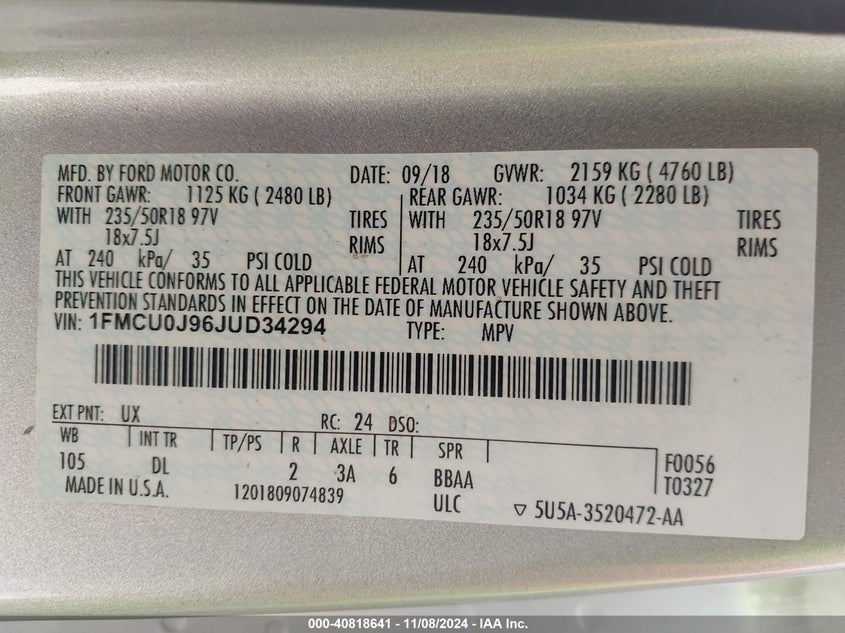 MFD. BY FORD MOTOR CO. DATE: 09/18 GVWR: 2159 KG ( 4760 LB)
FRONT GAWR: 1125 KG ( 2480 LB) REAR GAWR: 1034 KG ( 2280 LB)
WITH 235/50R18 97V TIRES WITH 235/50R18 97V TIRES
18x7.5J RIMS 18x7.5J RIMS
AT 240 kPa/ 35 PSI COLD AT 240 kPa/ 35 PSI COLD
THIS VEHICLE CONFORMS TO ALL APPLICABLE FEDERAL MOTOR VEHICLE SAFETY AND THEFT
PREVENTION STANDARDS IN EFFECT ON THE DATE OF MANUFACTURE SHOWN ABOVE.
VIN: 1FMCU0J96JUD34294 TYPE: MPV
EXT PNT: UX RC: 24 DSO:
WB INT TR TP/PS R AXLE TR SPR F0056
105 DL 2 3A 6 BBAA T0327
MADE IN U.S.A. 1201809074839 ULC ▽ 5U5A-3520472-AA
000-40818641 - 11/08/2024 - IAA Inc.